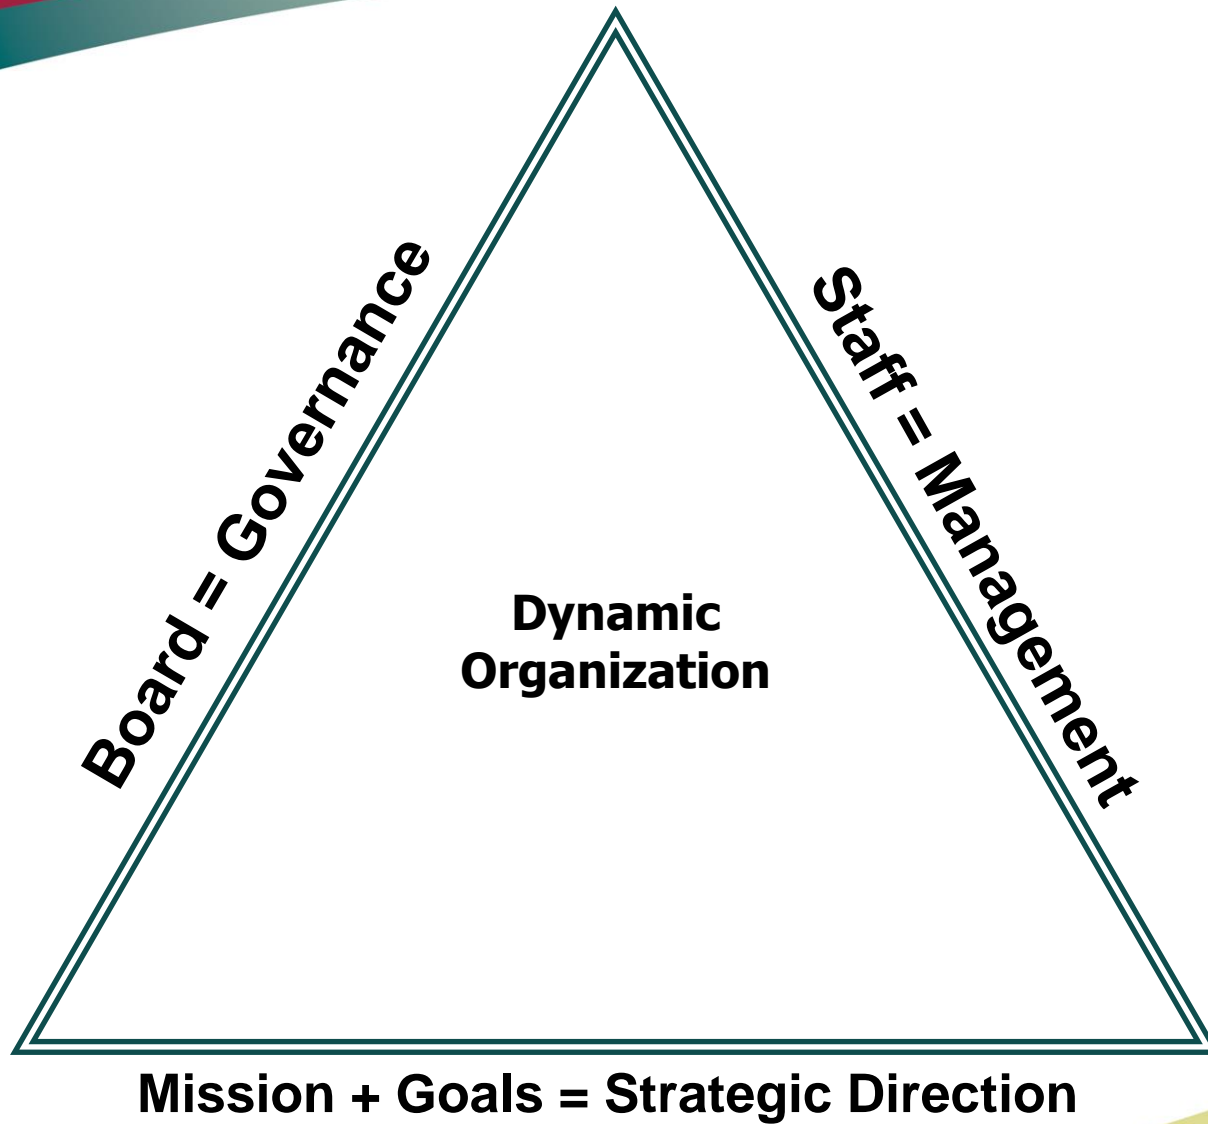 Board = Governance
Staff = Management
Dynamic
Organization
Mission + Goals = Strategic Direction